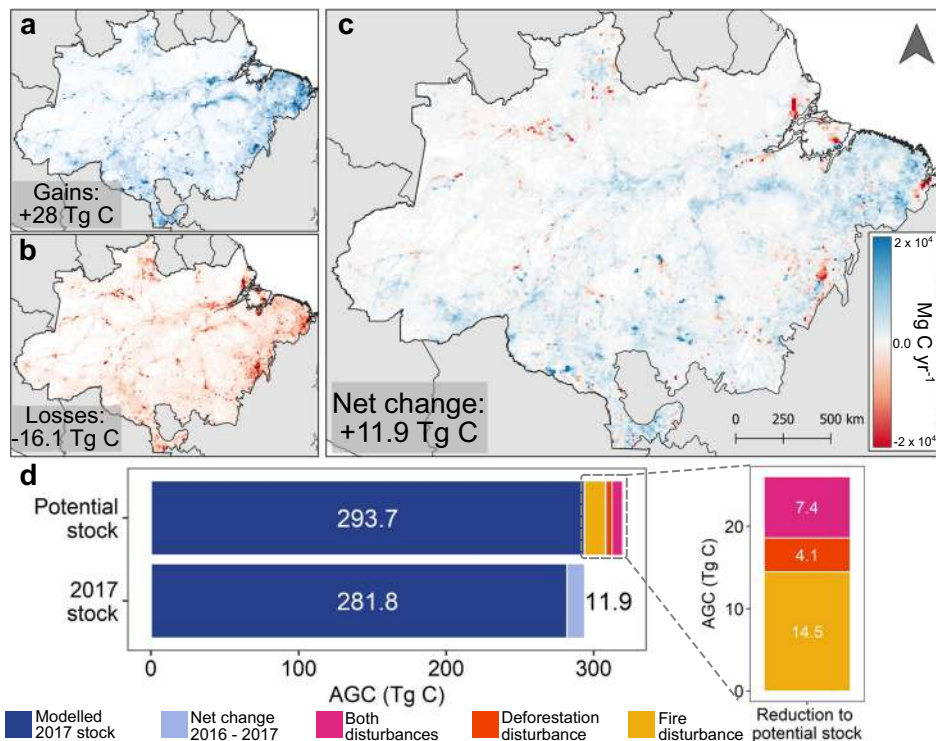 a
Gains:
+28 Tg C
b
Losses:
-16.1 Tg C
c
Net change:
+11.9 Tg C
0 250 500 km
2 x 10⁴
0.0
-2 x 10⁴
Mg C yr⁻¹
d
Potential
stock
293.7
2017
stock
281.8
11.9
0 100 200 300
AGC (Tg C)
AGC (Tg C)
20
10
0
7.4
4.1
14.5
Reduction to
potential stock
Modelled
2017 stock
Net change
2016 - 2017
Both
disturbances
Deforestation
disturbance
Fire
disturbance